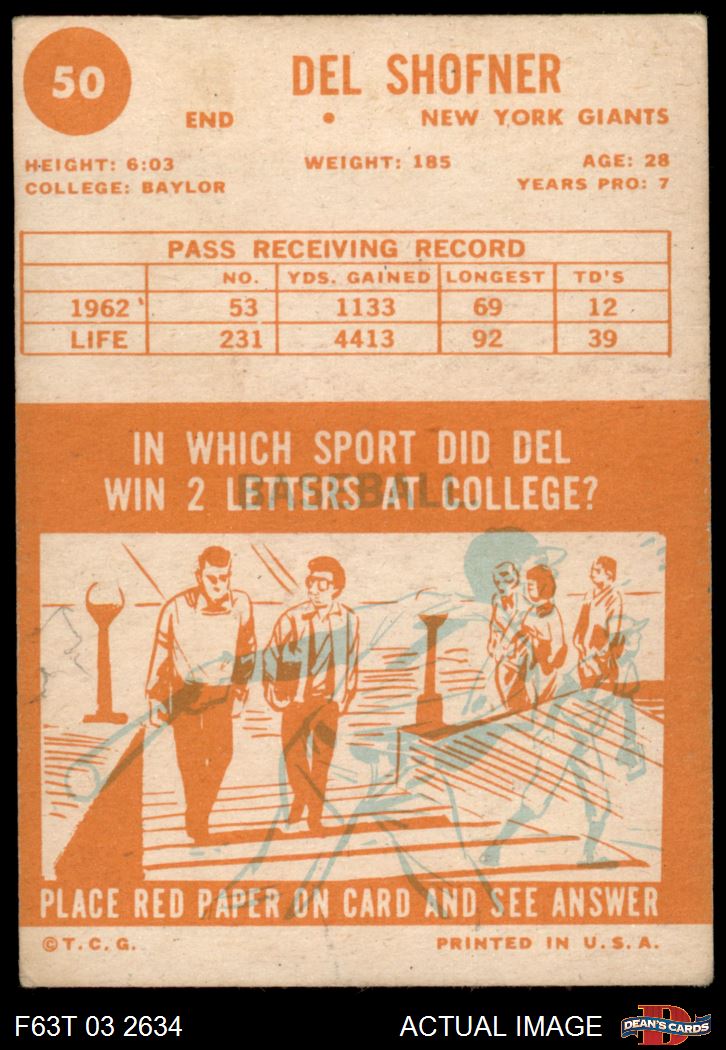 50
DEL SHOFNER
END • NEW YORK GIANTS
HEIGHT: 6:03 WEIGHT: 185 AGE: 28
COLLEGE: BAYLOR YEARS PRO: 7
PASS RECEIVING RECORD
NO. YDS. GAINED LONGEST TD'S
1962 53 1133 69 12
LIFE 231 4413 92 39
IN WHICH SPORT DID DEL
WIN 2 LETTERS AT COLLEGE?
BASEBALL
PLACE RED PAPER ON CARD AND SEE ANSWER
©T.C.G. PRINTED IN U.S.A.
F63T 03 2634 ACTUAL IMAGE DEAN'S CARDS